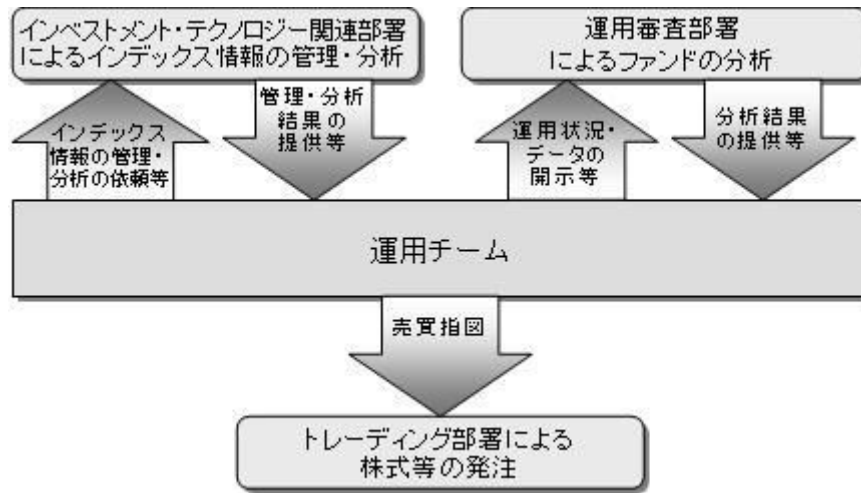 インベストメント・テクノロジー関連部署
によるインデックス情報の管理・分析
運用審査部署
によるファンドの分析
インデックス
情報の管理・
分析の依頼等
管理・分析
結果の
提供等
運用状況・
データの
開示等
分析結果
の提供等
運用チーム
売買指図
トレーディング部署による
株式等の発注